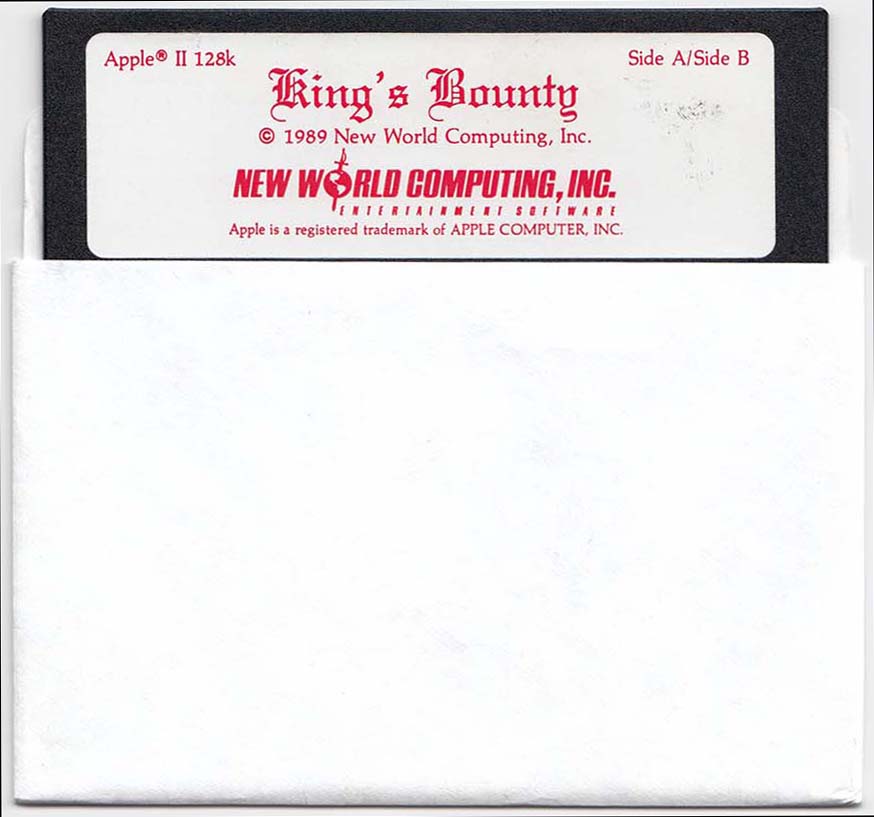 Apple® II 128k
Side A/Side B
King's Bounty
© 1989 New World Computing, Inc.
NEW WORLD COMPUTING, INC.
ENTERTAINMENT SOFTWARE
Apple is a registered trademark of APPLE COMPUTER, INC.